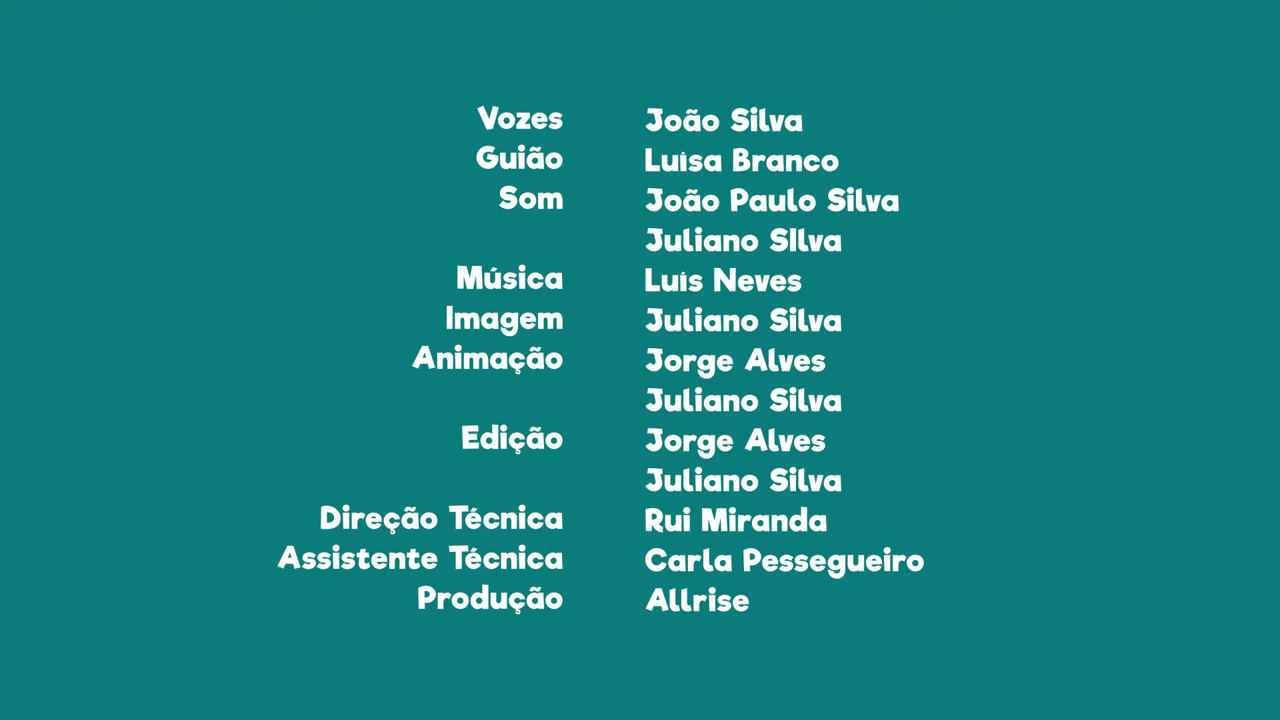 Vozes João Silva
Guião Luísa Branco
Som João Paulo Silva
Juliano SIlva
Música Luís Neves
Imagem Juliano Silva
Animação Jorge Alves
Juliano Silva
Edição Jorge Alves
Juliano Silva
Direção Técnica Rui Miranda
Assistente Técnica Carla Pessegueiro
Produção Allrise